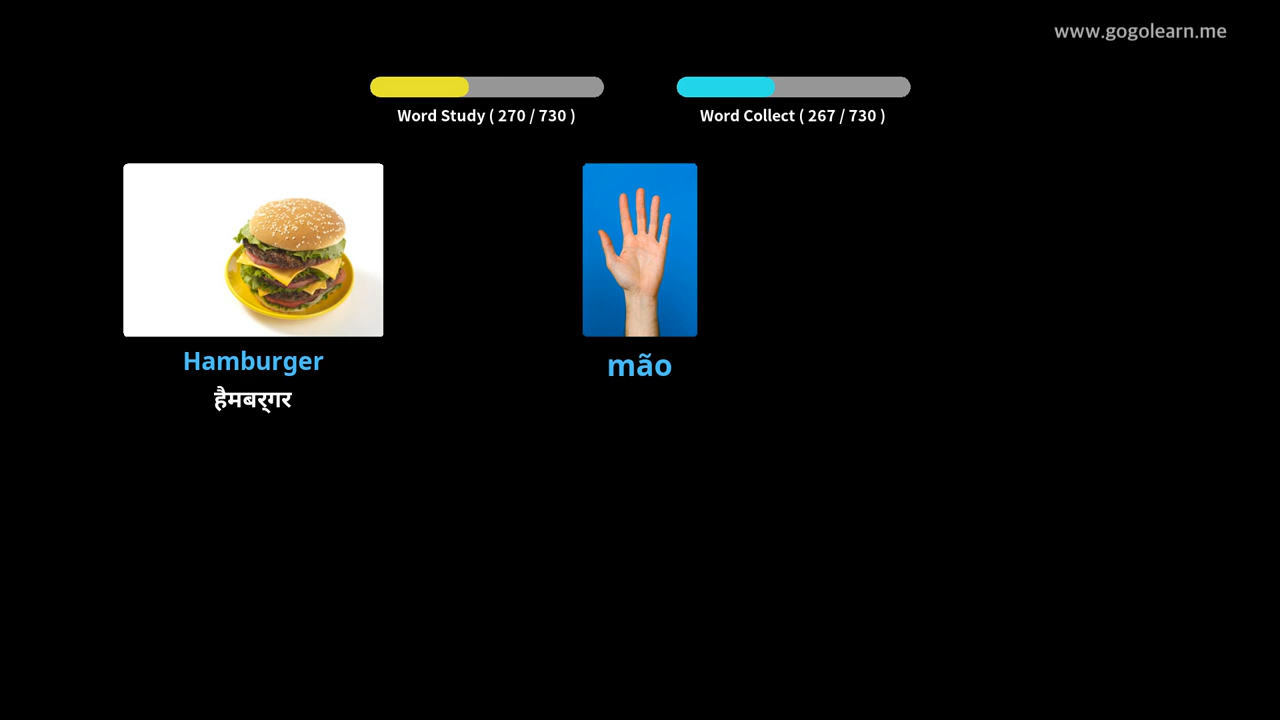 www.gogolearn.me
Word Study ( 270 / 730 )
Word Collect ( 267 / 730 )
Hamburger
हैमबर्गर
mão